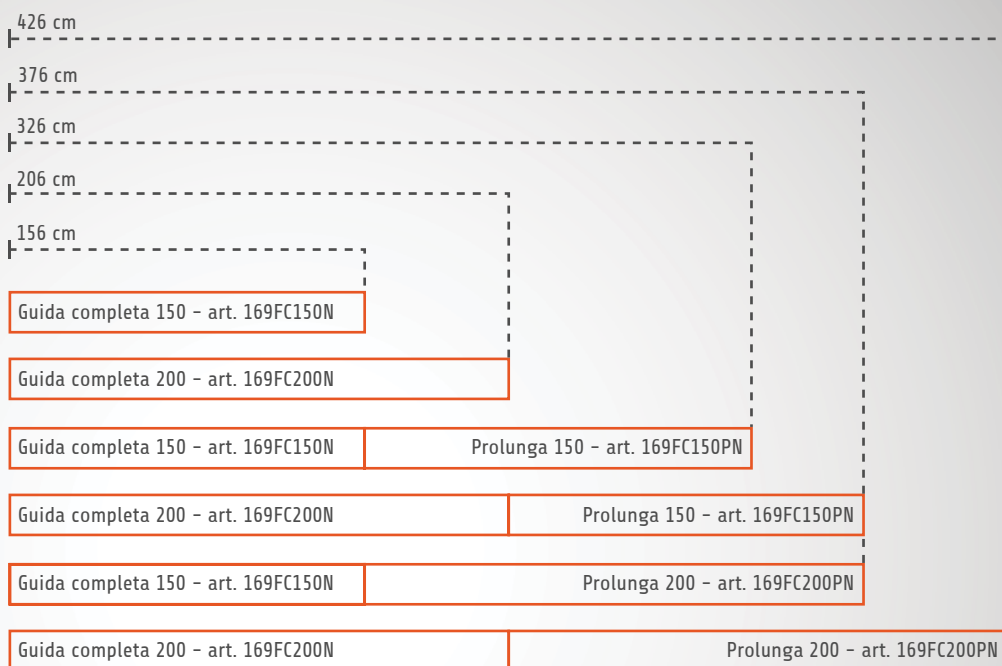 426 cm
376 cm
326 cm
206 cm
156 cm
Guida completa 150 - art. 169FC150N
Guida completa 200 - art. 169FC200N
Guida completa 150 - art. 169FC150N Prolunga 150 - art. 169FC150PN
Guida completa 200 - art. 169FC200N Prolunga 150 - art. 169FC150PN
Guida completa 150 - art. 169FC150N Prolunga 200 - art. 169FC200PN
Guida completa 200 - art. 169FC200N Prolunga 200 - art. 169FC200PN